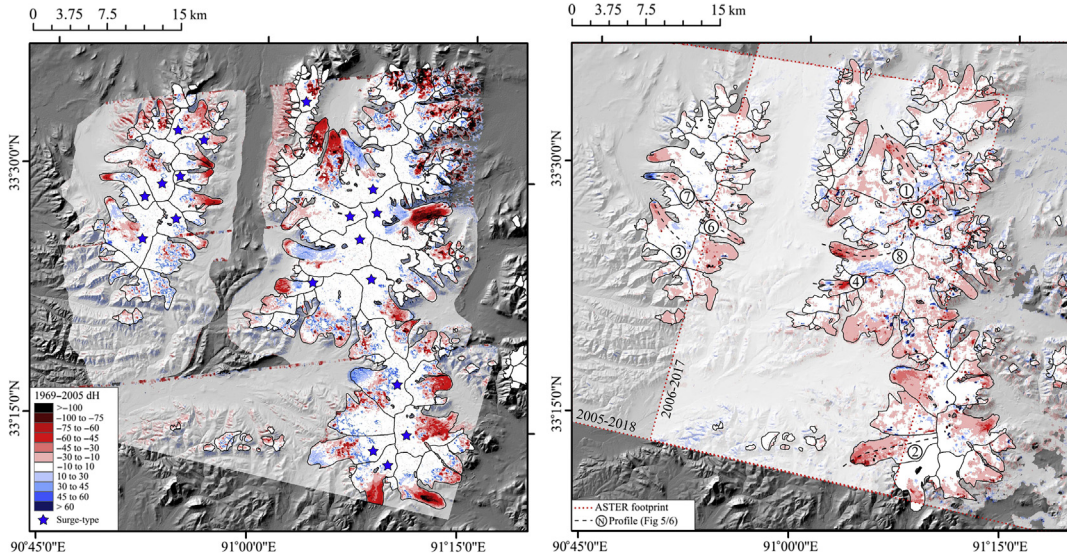 0 3.75 7.5 15 km
33°30'0"N
33°15'0"N
1969–2005 dH
>−100
−100 to −75
−75 to −60
−60 to −45
−45 to −30
−30 to −10
−10 to 10
10 to 30
30 to 45
45 to 60
> 60
Surge-type
90°45'0"E 91°0'0"E 91°15'0"E
0 3.75 7.5 15 km
33°30'0"N
33°15'0"N
1
5
7
6
3
8
4
2006-2017
2005-2018
2
ASTER footprint
N Profile (Fig 5/6)
90°45'0"E 91°0'0"E 91°15'0"E